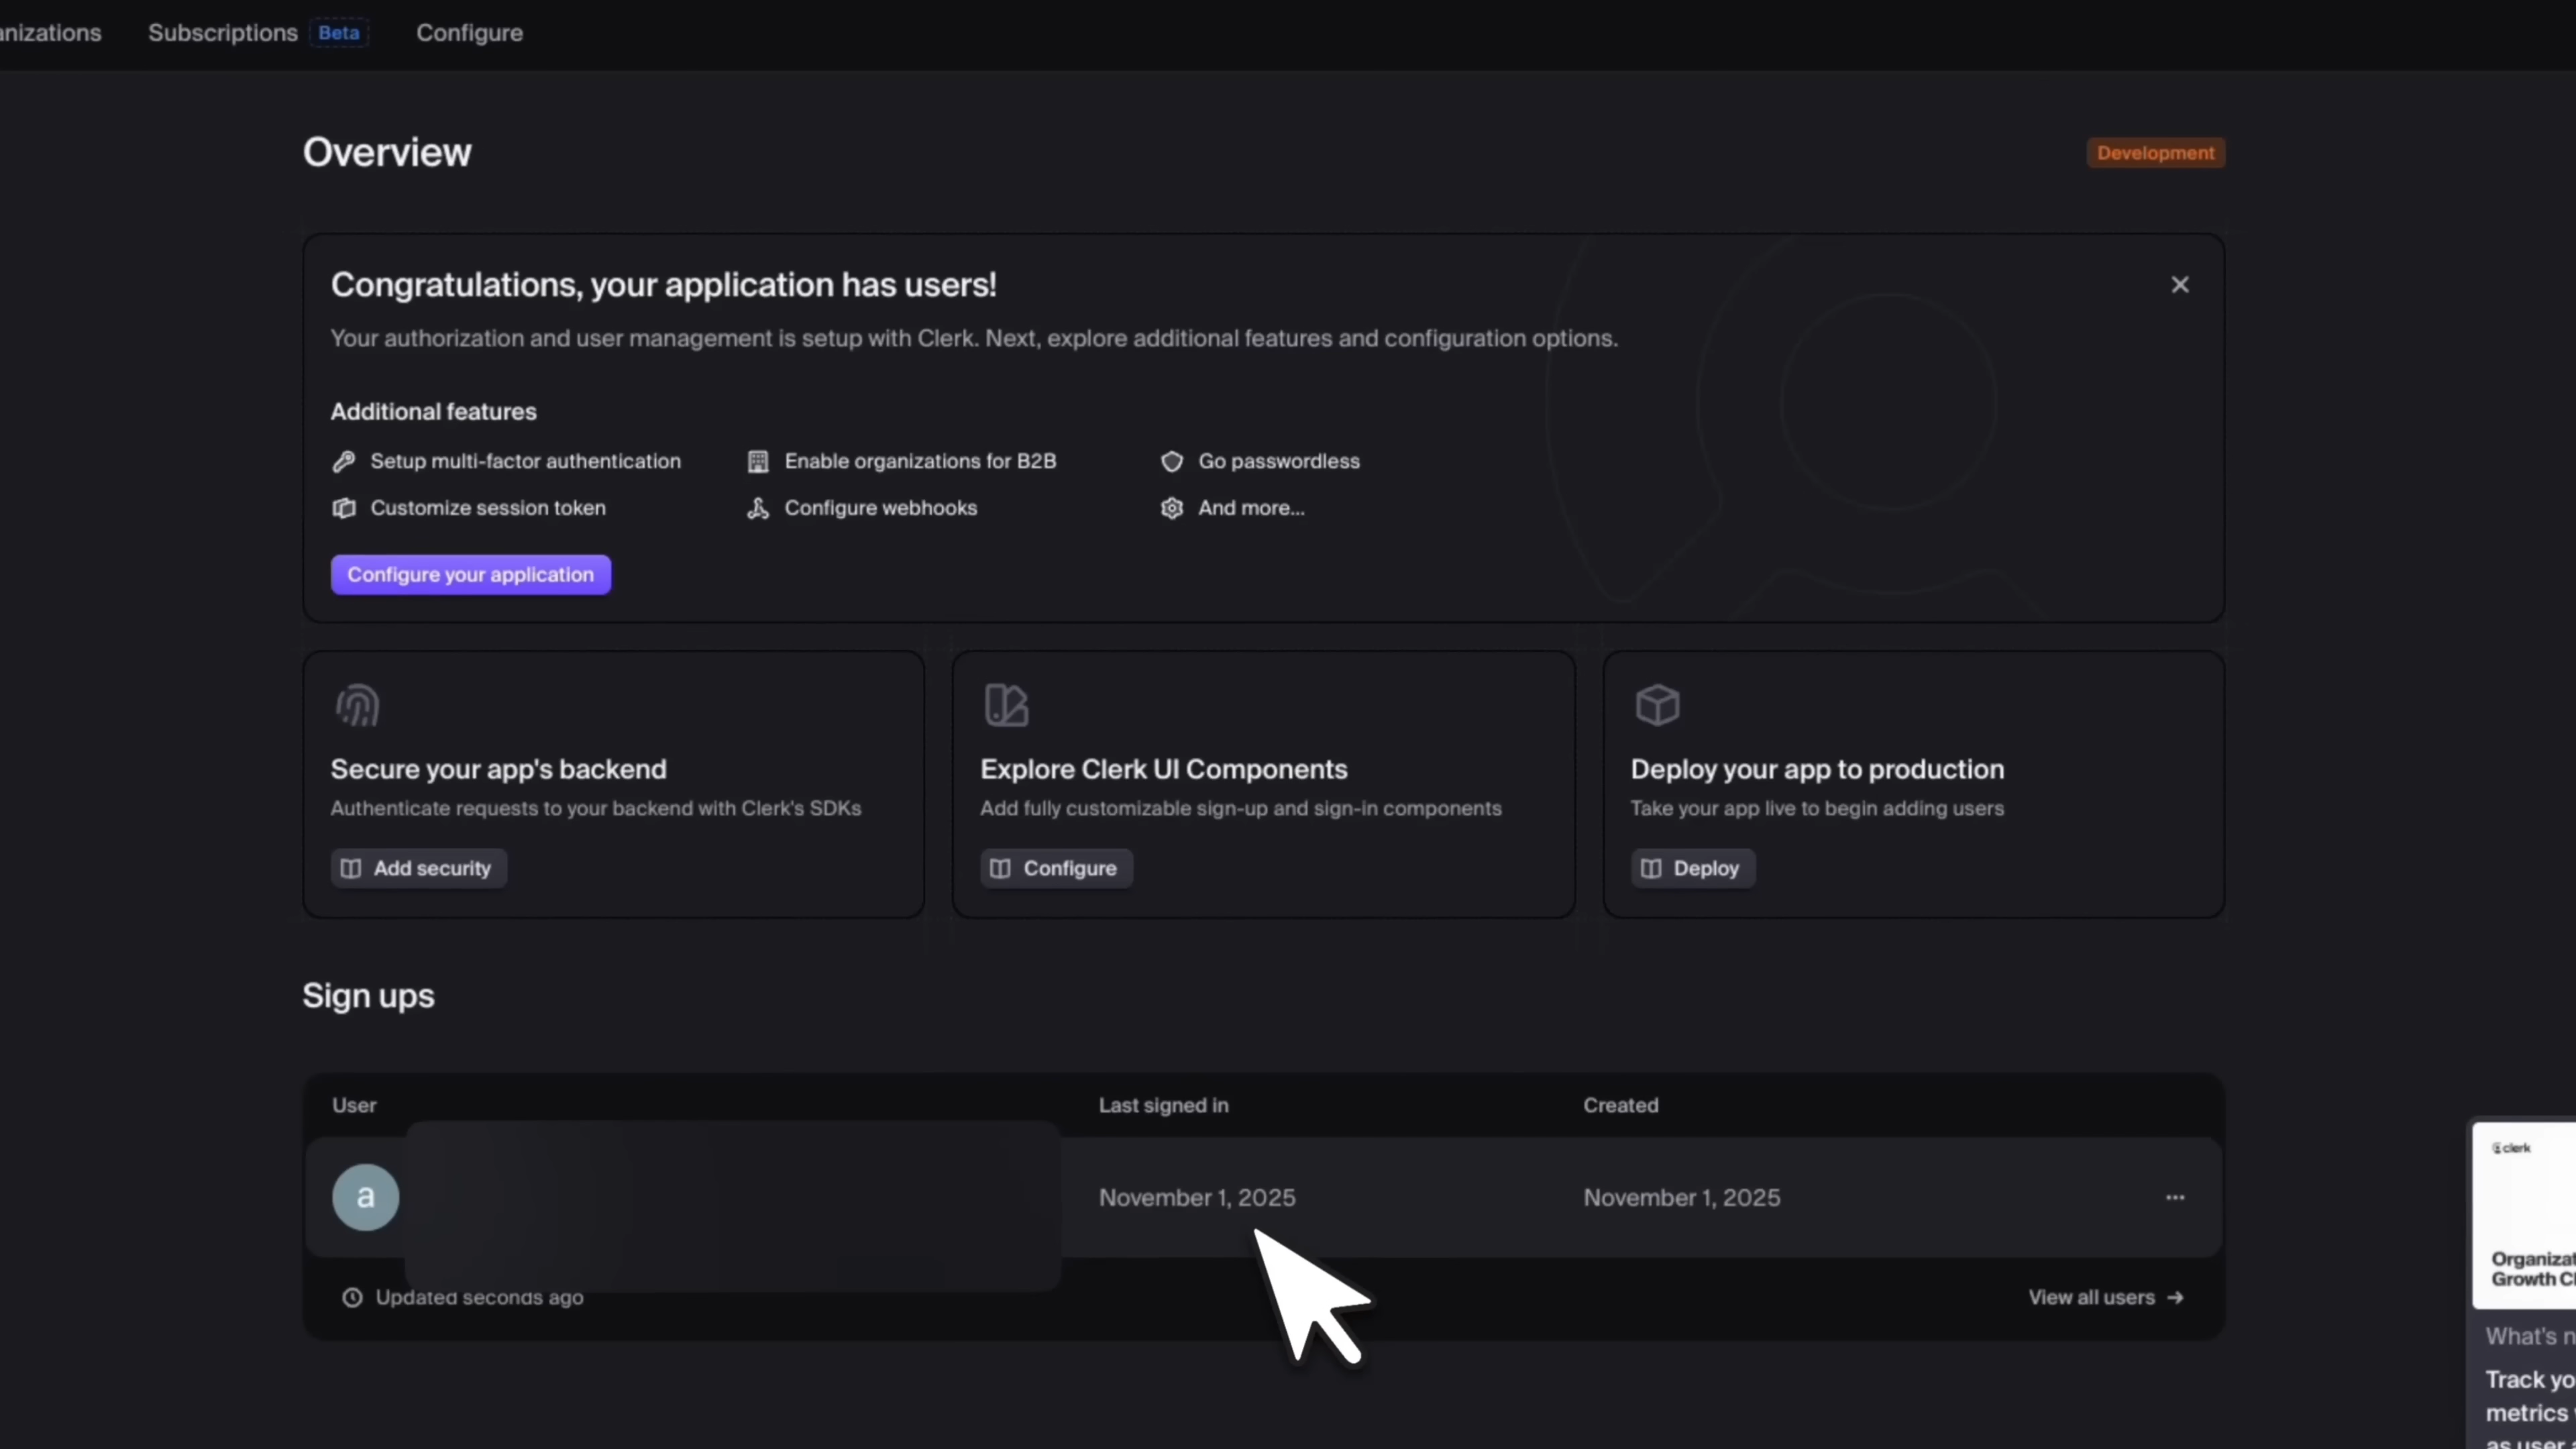 Subscriptions Beta Configure
Overview
Development
Congratulations, your application has users!
Your authorization and user management is setup with Clerk. Next, explore additional features and configuration options.
Additional features
Setup multi-factor authentication
Enable organizations for B2B
Go passwordless
Customize session token
Configure webhooks
And more...
Configure your application
Secure your app's backend
Authenticate requests to your backend with Clerk's SDKs
Add security
Explore Clerk UI Components
Add fully customizable sign-up and sign-in components
Configure
Deploy your app to production
Take your app live to begin adding users
Deploy
Sign ups
User Last signed in Created
a November 1, 2025 November 1, 2025
Updated seconds ago
View all users
clerk
Growth
What's
Track
metrics